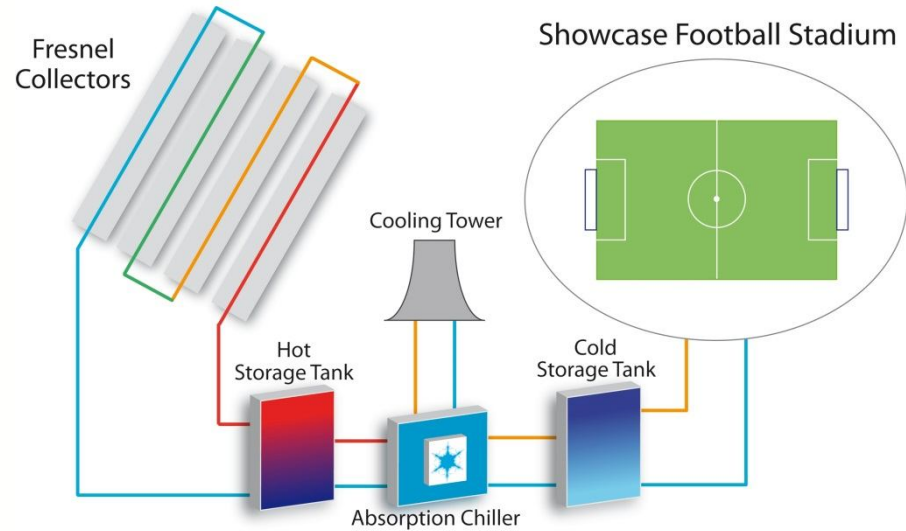 Fresnel
Collectors
Showcase Football Stadium
Cooling Tower
Hot
Storage Tank
Cold
Storage Tank
Absorption Chiller